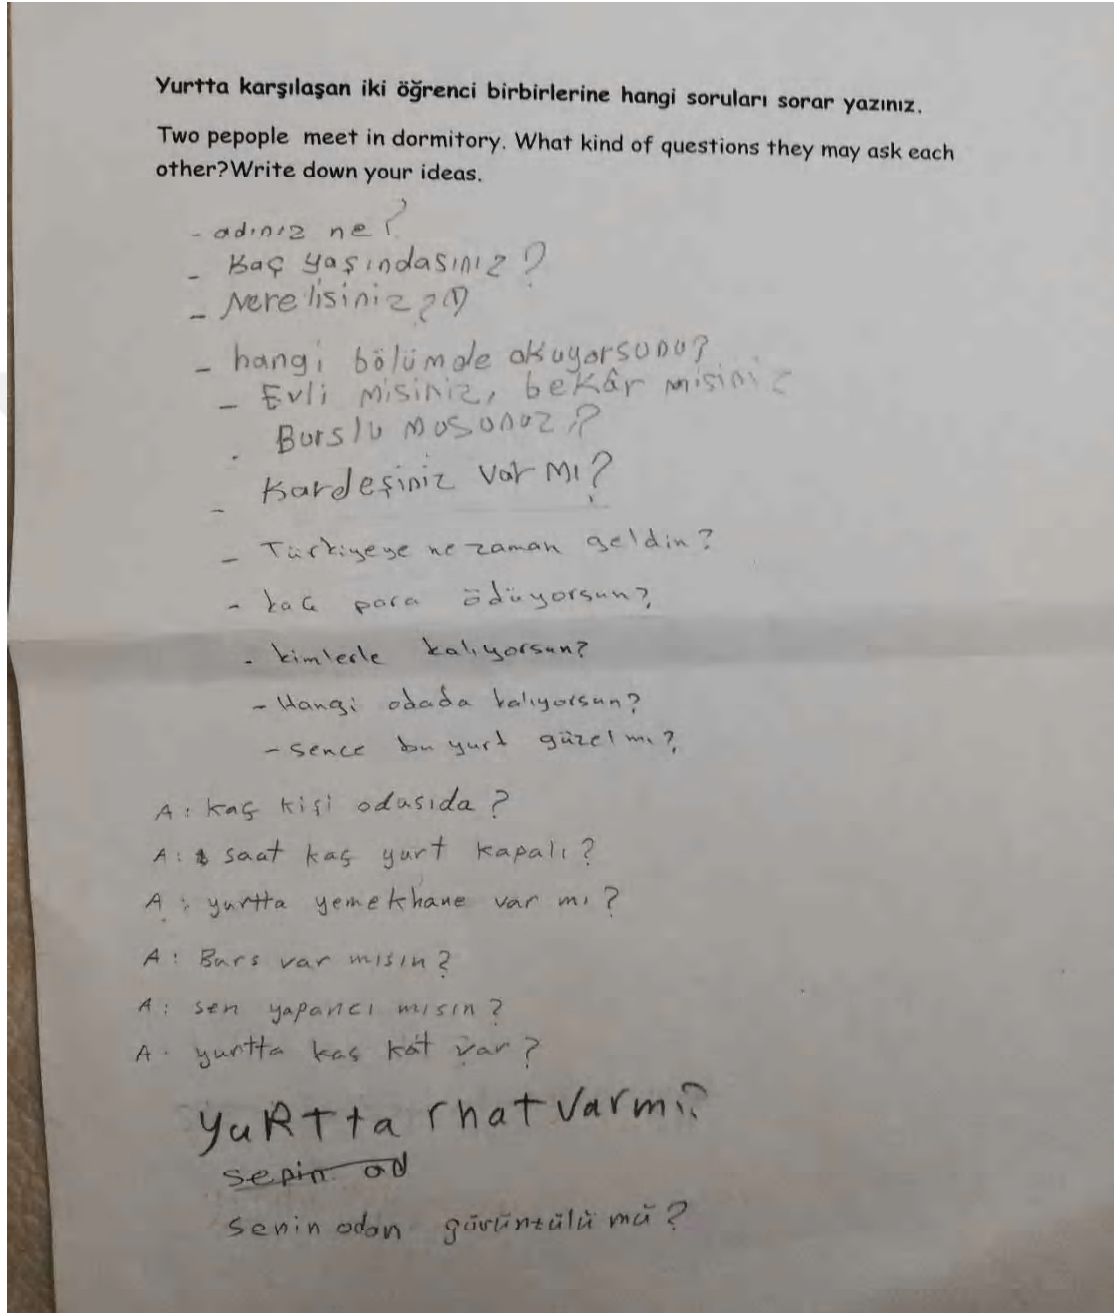 Yurtta karşılaşan iki öğrenci birbirlerine hangi soruları sorar yazınız.
Two pepople meet in dormitory. What kind of questions they may ask each
other?Write down your ideas.
- adınız ne?
- Kaç yaşındasınız?
- Nerelisiniz?
- hangi bölümde okuyorsunuz?
- Evli misiniz, bekâr mısınız
- Burslu musunuz?
- Kardeşiniz var mı?
- Türkiyeye ne zaman geldin?
- kaç para ödüyorsun?
- kimlerle kalıyorsun?
- Hangi odada kalıyorsun?
- sence bu yurt güzel mi?
A: kaç kişi odasıda?
A: saat kaç yurt kapalı?
A: yurtta yemekhane var mı?
A: Burs var mısın?
A: sen yapancı mısın?
A. yurtta kaç kat var?
yuRtta rhat varmı?
senin od
senin odan gürüntülü mü?